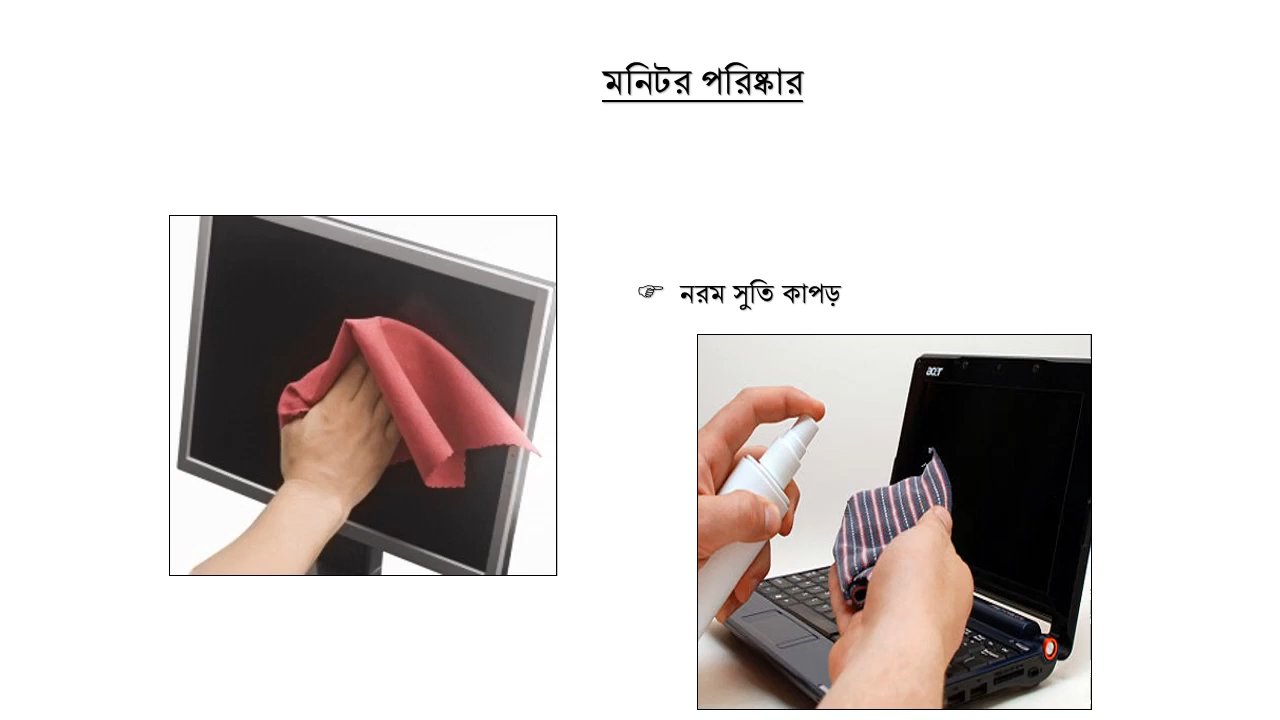 মনিটর পরিষ্কার
☞ নরম সুতি কাপড়
acer